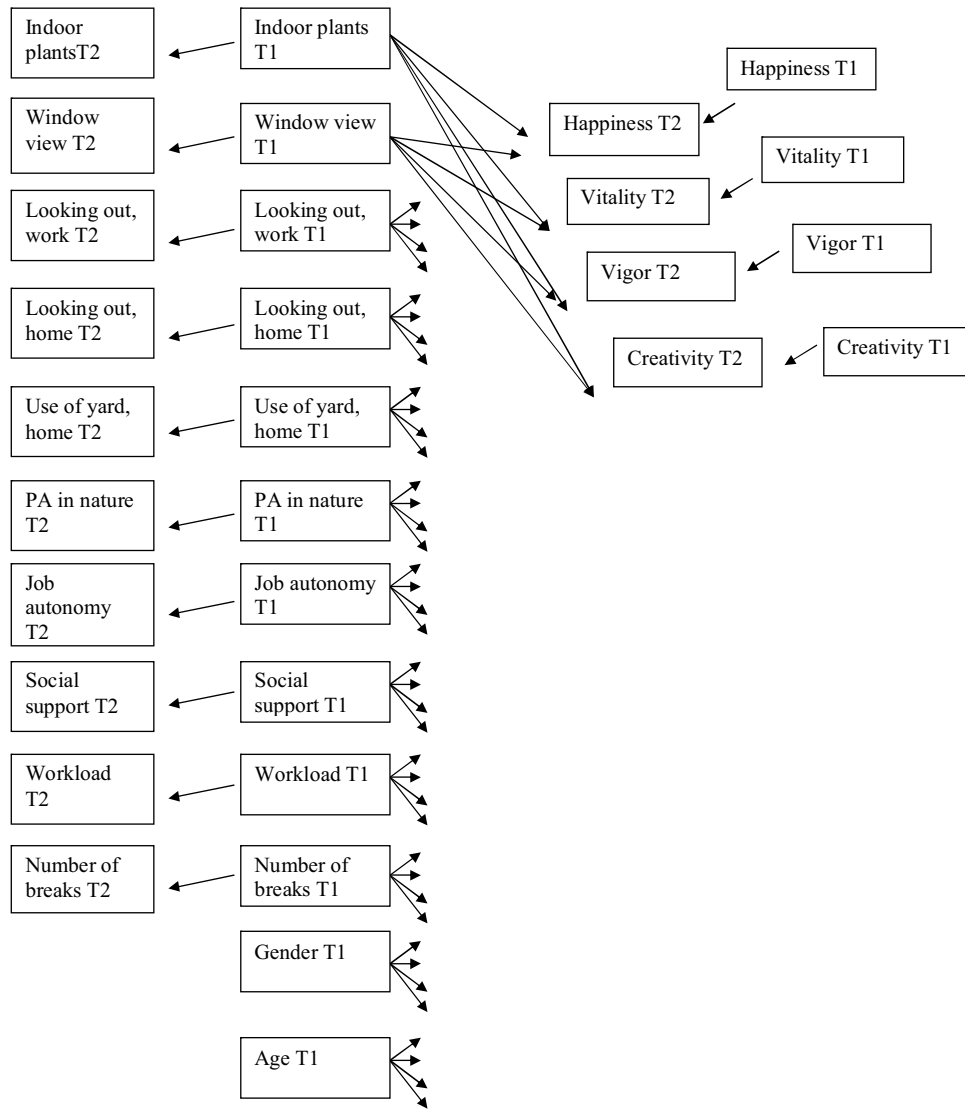 Indoor
plantsT2
Indoor plants
T1
Happiness T1
Window
view T2
Window view
T1
Happiness T2
Vitality T1
Looking out,
work T2
Looking out,
work T1
Vitality T2
Vigor T1
Vigor T2
Looking out,
home T2
Looking out,
home T1
Creativity T1
Creativity T2
Use of yard,
home T2
Use of yard,
home T1
PA in nature
T2
PA in nature
T1
Job
autonomy
T2
Job autonomy
T1
Social
support T2
Social
support T1
Workload
T2
Workload T1
Number of
breaks T2
Number of
breaks T1
Gender T1
Age T1